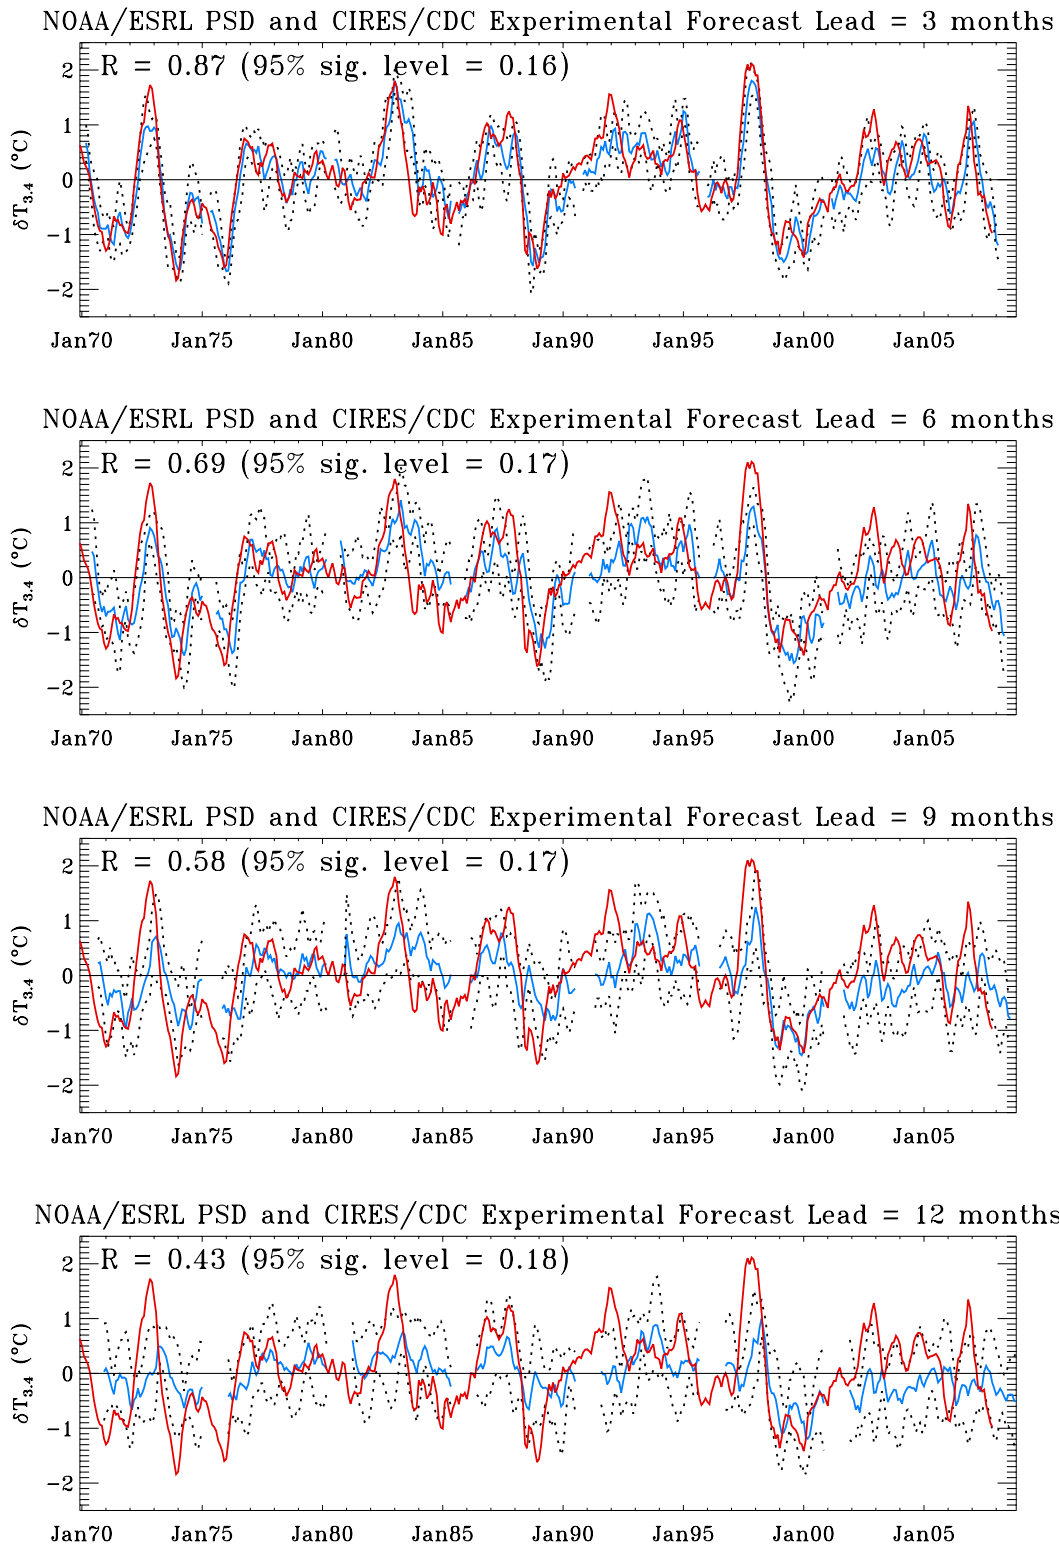 NOAA/ESRL PSD and CIRES/CDC Experimental Forecast Lead = 3 months
R = 0.87 (95% sig. level = 0.16)
δT3.4 (°C)
2
1
0
-1
-2
Jan70 Jan75 Jan80 Jan85 Jan90 Jan95 Jan00 Jan05
NOAA/ESRL PSD and CIRES/CDC Experimental Forecast Lead = 6 months
R = 0.69 (95% sig. level = 0.17)
δT3.4 (°C)
2
1
0
-1
-2
Jan70 Jan75 Jan80 Jan85 Jan90 Jan95 Jan00 Jan05
NOAA/ESRL PSD and CIRES/CDC Experimental Forecast Lead = 9 months
R = 0.58 (95% sig. level = 0.17)
δT3.4 (°C)
2
1
0
-1
-2
Jan70 Jan75 Jan80 Jan85 Jan90 Jan95 Jan00 Jan05
NOAA/ESRL PSD and CIRES/CDC Experimental Forecast Lead = 12 months
R = 0.43 (95% sig. level = 0.18)
δT3.4 (°C)
2
1
0
-1
-2
Jan70 Jan75 Jan80 Jan85 Jan90 Jan95 Jan00 Jan05